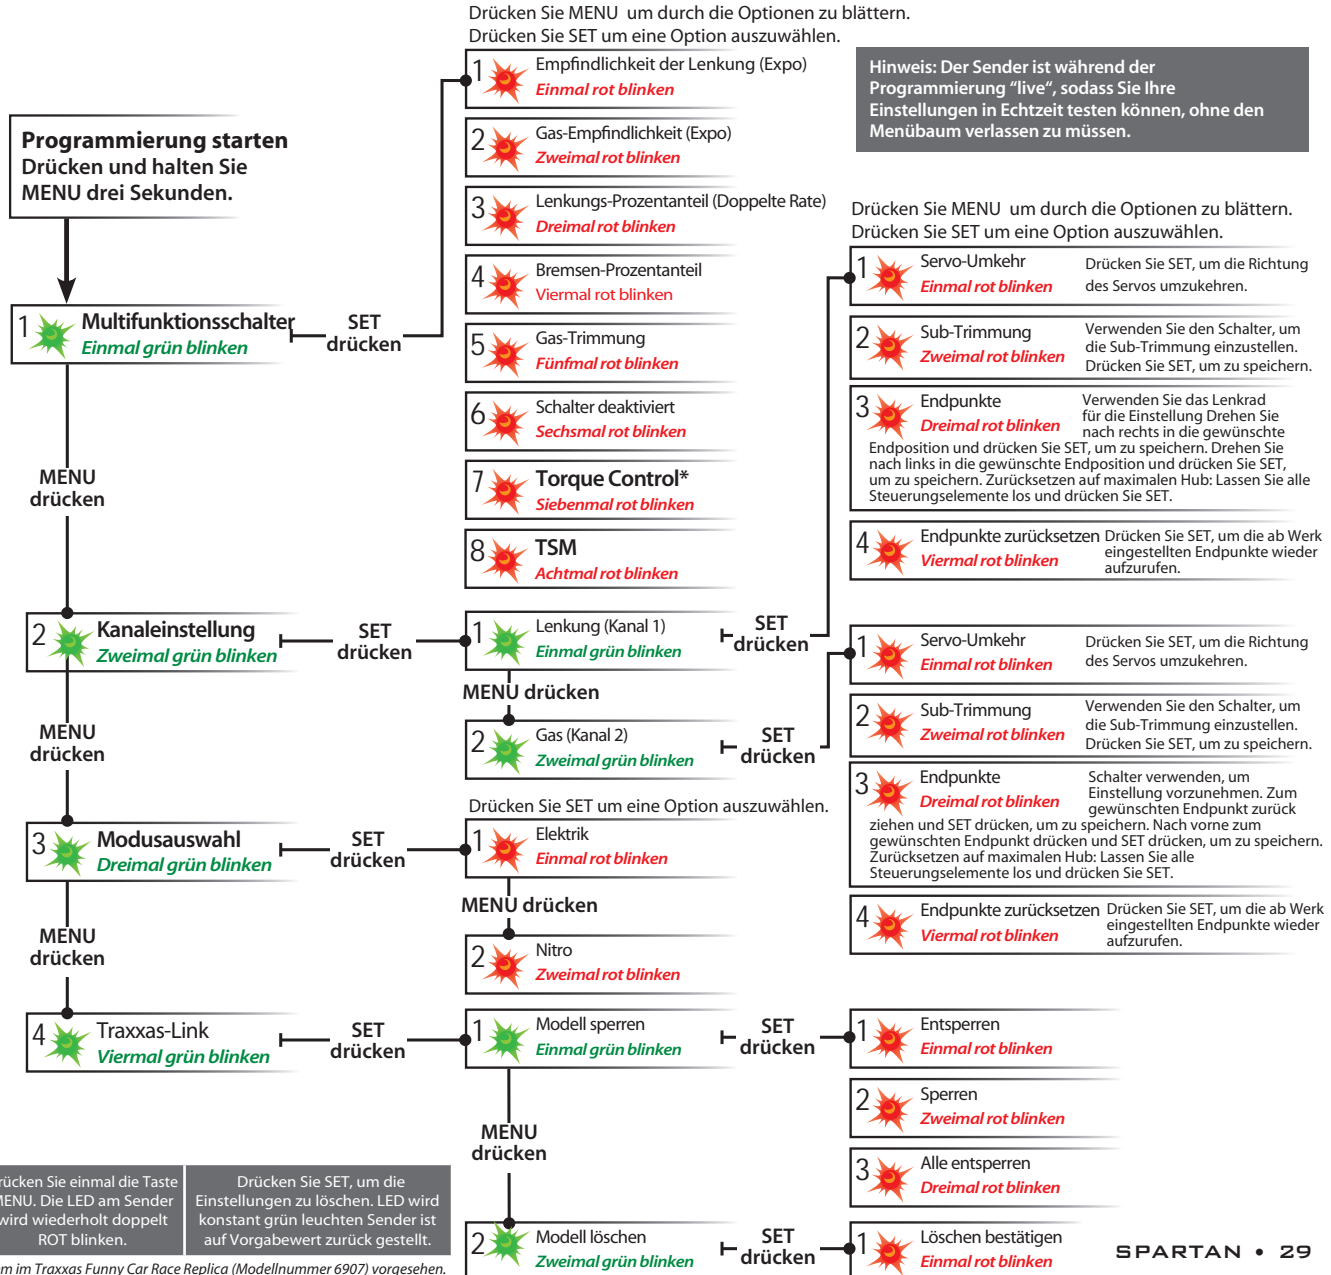 Drücken Sie MENU um durch die Optionen zu blättern.
Drücken Sie SET um eine Option auszuwählen.
Hinweis: Der Sender ist während der
Programmierung “live“, sodass Sie Ihre
Einstellungen in Echtzeit testen können, ohne den
Menübaum verlassen zu müssen.
Programmierung starten
Drücken und halten Sie
MENU drei Sekunden.
1 Multifunktionsschalter
Einmal grün blinken
SET
drücken
1 Empfindlichkeit der Lenkung (Expo)
Einmal rot blinken
2 Gas-Empfindlichkeit (Expo)
Zweimal rot blinken
3 Lenkungs-Prozentanteil (Doppelte Rate)
Dreimal rot blinken
4 Bremsen-Prozentanteil
Viermal rot blinken
5 Gas-Trimmung
Fünfmal rot blinken
6 Schalter deaktiviert
Sechsmal rot blinken
7 Torque Control*
Siebenmal rot blinken
8 TSM
Achtmal rot blinken
MENU
drücken
2 Kanaleinstellung
Zweimal grün blinken
SET
drücken
1 Lenkung (Kanal 1)
Einmal grün blinken
SET
drücken
MENU drücken
2 Gas (Kanal 2)
Zweimal grün blinken
SET
drücken
Drücken Sie MENU um durch die Optionen zu blättern.
Drücken Sie SET um eine Option auszuwählen.
1 Servo-Umkehr
Einmal rot blinken
Drücken Sie SET, um die Richtung
des Servos umzukehren.
2 Sub-Trimmung
Zweimal rot blinken
Verwenden Sie den Schalter, um
die Sub-Trimmung einzustellen.
Drücken Sie SET, um zu speichern.
3 Endpunkte
Dreimal rot blinken
Verwenden Sie das Lenkrad
für die Einstellung Drehen Sie
nach rechts in die gewünschte
Endposition und drücken Sie SET, um zu speichern. Drehen Sie
nach links in die gewünschte Endposition und drücken Sie SET,
um zu speichern. Zurücksetzen auf maximalen Hub: Lassen Sie alle
Steuerungselemente los und drücken Sie SET.
4 Endpunkte zurücksetzen
Viermal rot blinken
Drücken Sie SET, um die ab Werk
eingestellten Endpunkte wieder
aufzurufen.
1 Servo-Umkehr
Einmal rot blinken
Drücken Sie SET, um die Richtung
des Servos umzukehren.
2 Sub-Trimmung
Zweimal rot blinken
Verwenden Sie den Schalter, um
die Sub-Trimmung einzustellen.
Drücken Sie SET, um zu speichern.
3 Endpunkte
Dreimal rot blinken
Schalter verwenden, um
Einstellung vorzunehmen. Zum
gewünschten Endpunkt zurück
ziehen und SET drücken, um zu speichern. Nach vorne zum
gewünschten Endpunkt drücken und SET drücken, um zu speichern.
Zurücksetzen auf maximalen Hub: Lassen Sie alle
Steuerungselemente los und drücken Sie SET.
4 Endpunkte zurücksetzen
Viermal rot blinken
Drücken Sie SET, um die ab Werk
eingestellten Endpunkte wieder
aufzurufen.
MENU
drücken
3 Modusauswahl
Dreimal grün blinken
SET
drücken
Drücken Sie SET um eine Option auszuwählen.
1 Elektrik
Einmal rot blinken
MENU drücken
2 Nitro
Zweimal rot blinken
MENU
drücken
4 Traxxas-Link
Viermal grün blinken
SET
drücken
1 Modell sperren
Einmal grün blinken
SET
drücken
1 Entsperren
Einmal rot blinken
2 Sperren
Zweimal rot blinken
3 Alle entsperren
Dreimal rot blinken
MENU
drücken
2 Modell löschen
Zweimal grün blinken
SET
drücken
1 Löschen bestätigen
Einmal rot blinken
rücken Sie einmal die Taste
MENU. Die LED am Sender
wird wiederholt doppelt
ROT blinken.
Drücken Sie SET, um die
Einstellungen zu löschen. LED wird
konstant grün leuchten Sender ist
auf Vorgabewert zurück gestellt.
m im Traxxas Funny Car Race Replica (Modellnummer 6907) vorgesehen.
SPARTAN • 29